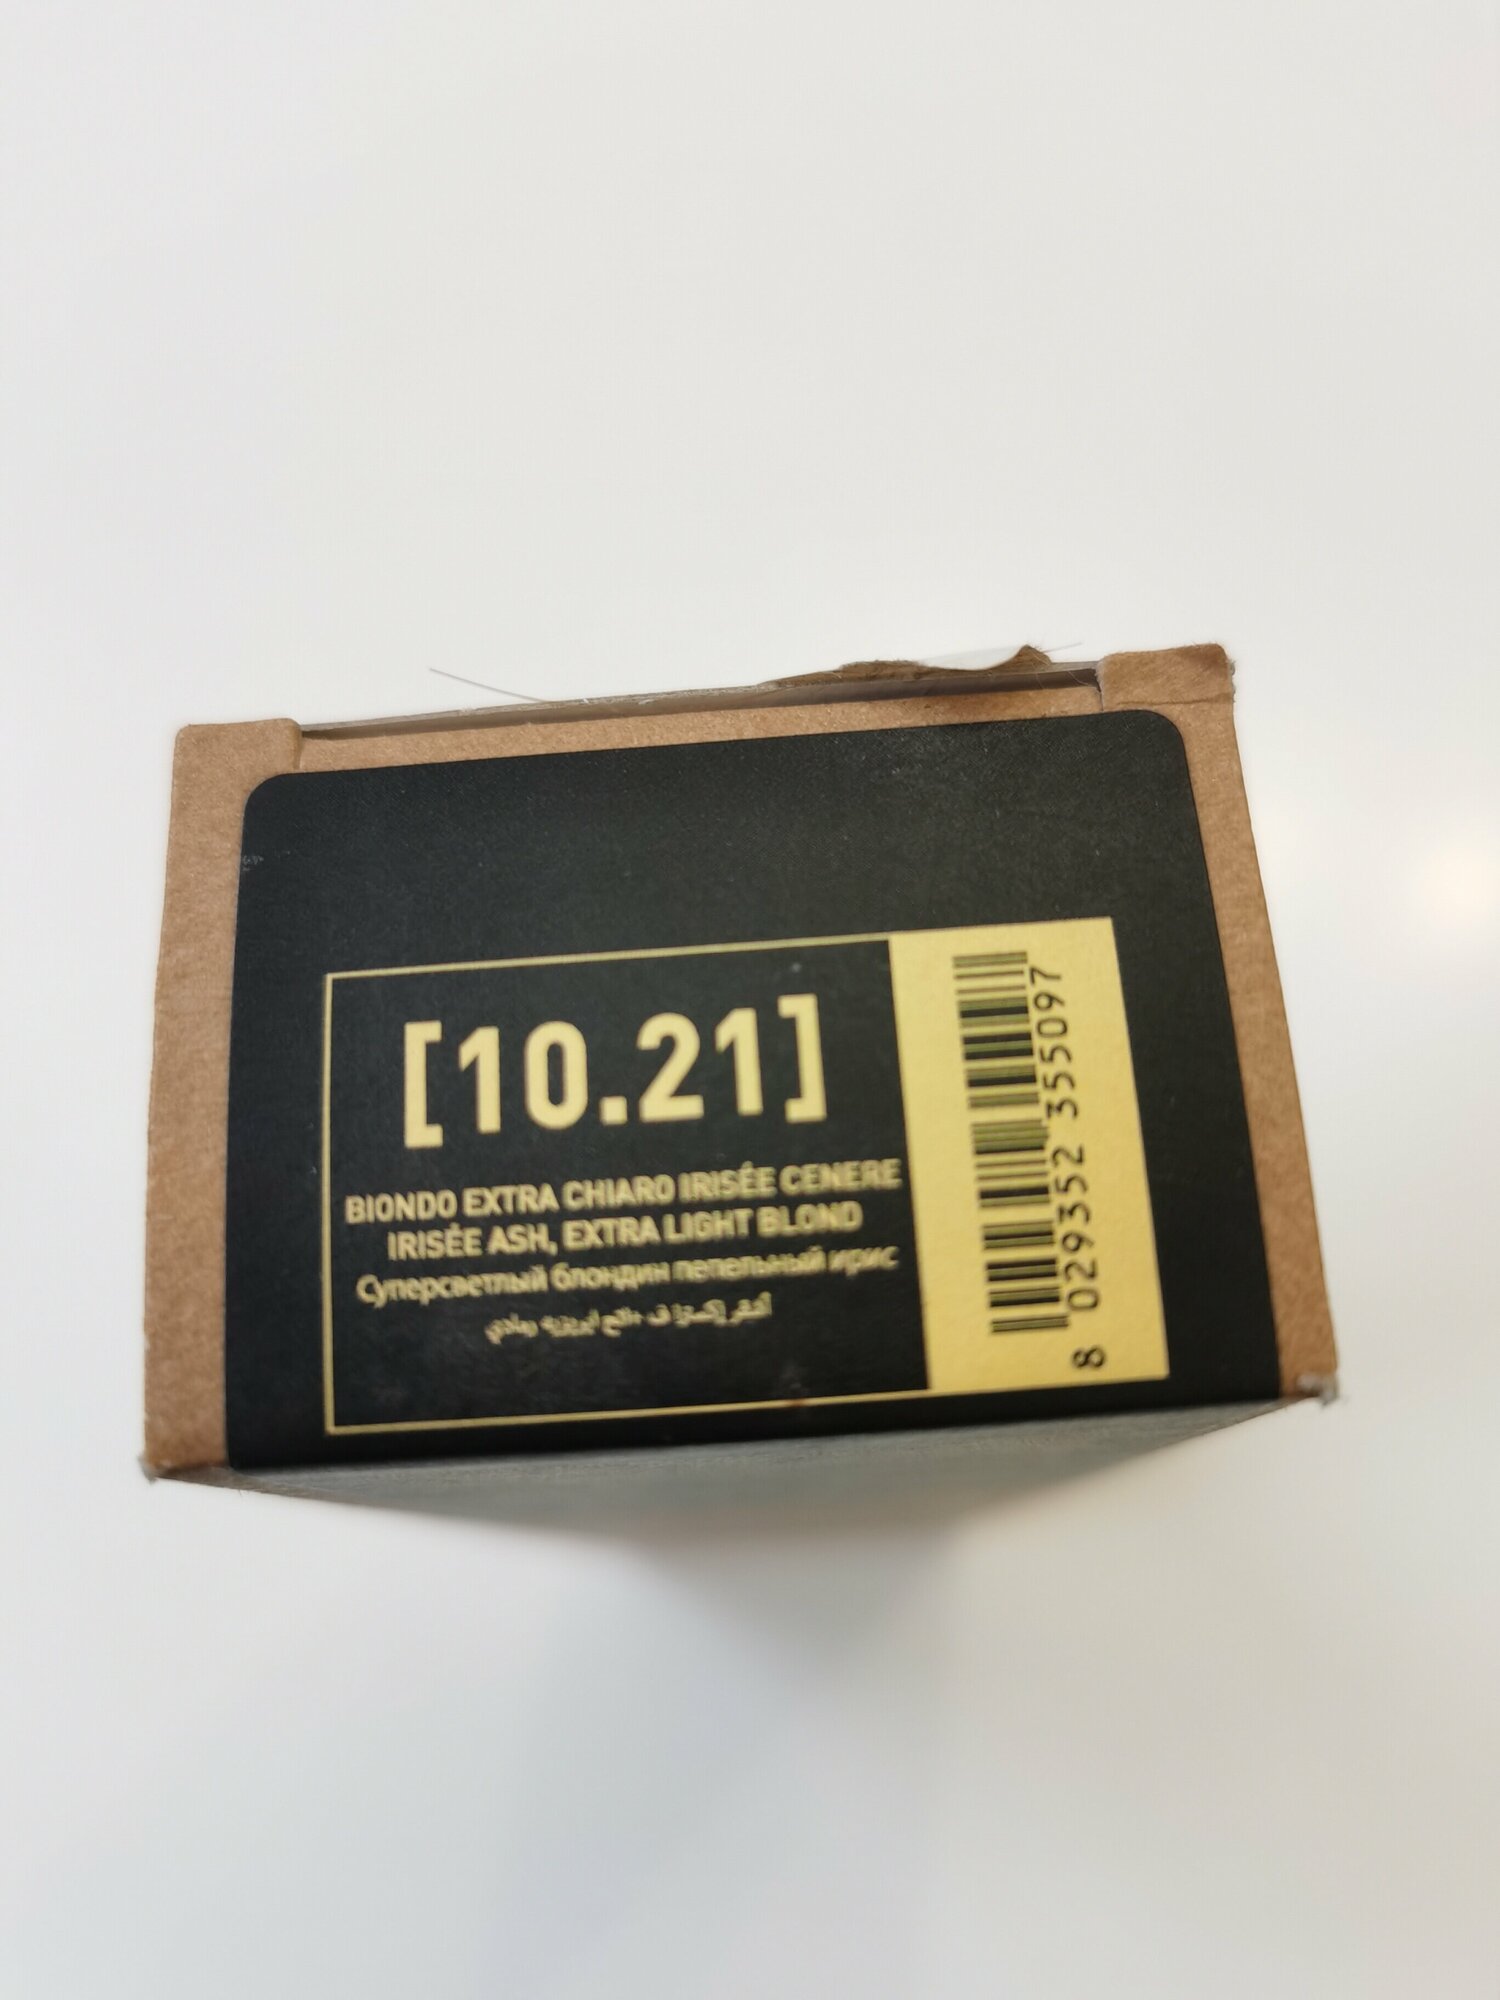 [10.21]
BIONDO EXTRA CHIARO IRISÉE CENERE
IRISÉE ASH, EXTRA LIGHT BLOND
Суперсветлый блондин пепельный ирис
8 029352 355097